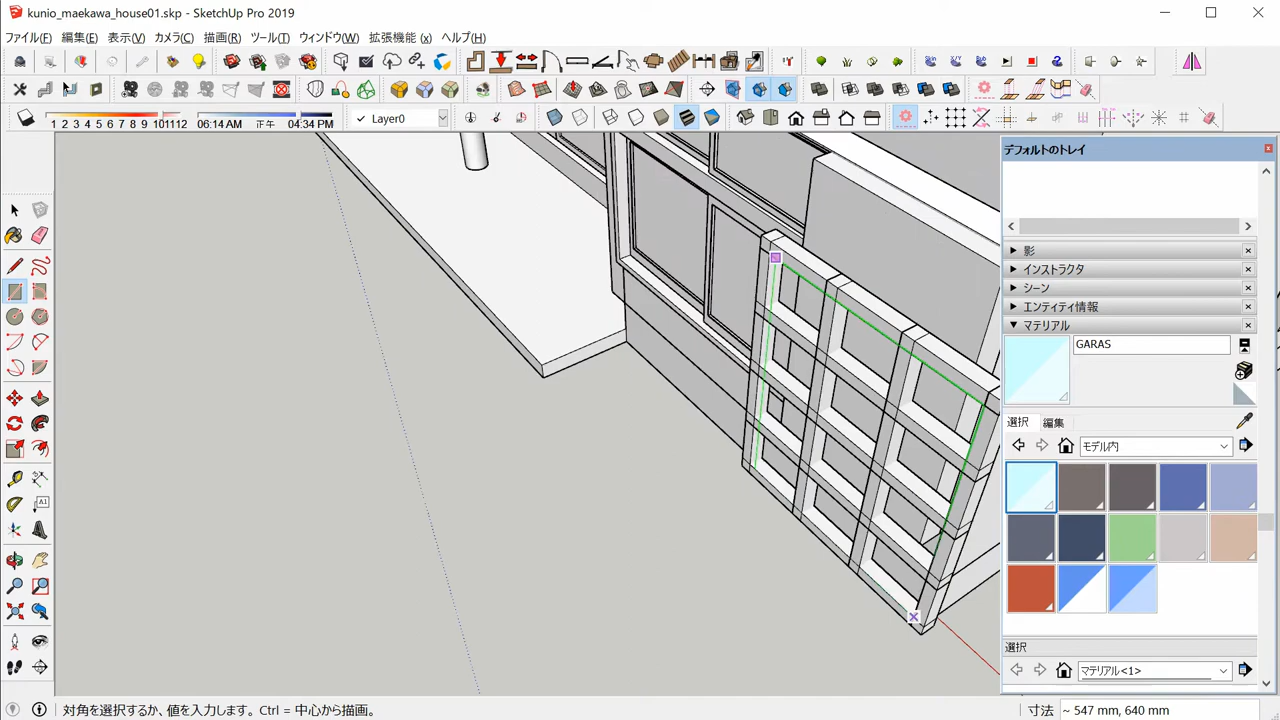 kunio_maekawa_house01.skp - SketchUp Pro 2019
ファイル(F) 編集(E) 表示(V) カメラ(C) 描画(R) ツール(T) ウィンドウ(W) 拡張機能 (x) ヘルプ(H)
1 2 3 4 5 6 7 8 9 101112 06:14 AM 正午 04:34 PM Layer0
デフォルトのトレイ
影
インストラクタ
シーン
エンティティ情報
マテリアル
GARAS
選択 編集
モデル内
選択
マテリアル<1>
対角を選択するか、値を入力します。Ctrl = 中心から描画。 寸法 ~ 547 mm, 640 mm